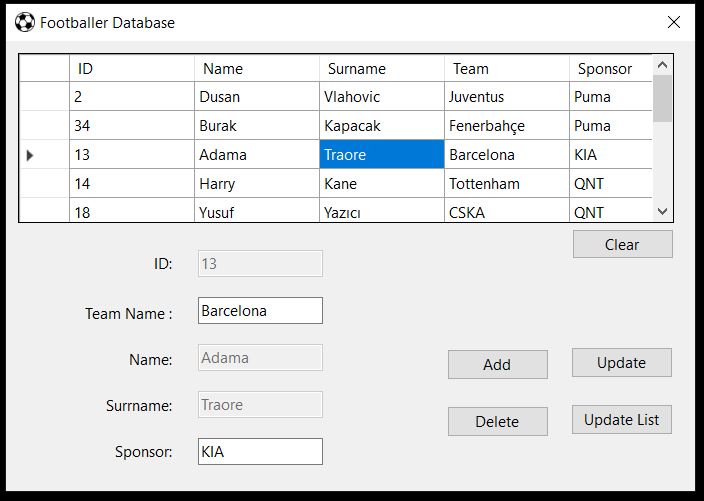 Footballer Database
ID Name Surname Team Sponsor
2 Dusan Vlahovic Juventus Puma
34 Burak Kapacak Fenerbahçe Puma
13 Adama Traore Barcelona KIA
14 Harry Kane Tottenham QNT
18 Yusuf Yazıcı CSKA QNT
Clear
ID: 13
Team Name : Barcelona
Name: Adama
Add Update
Surrname: Traore
Delete Update List
Sponsor: KIA